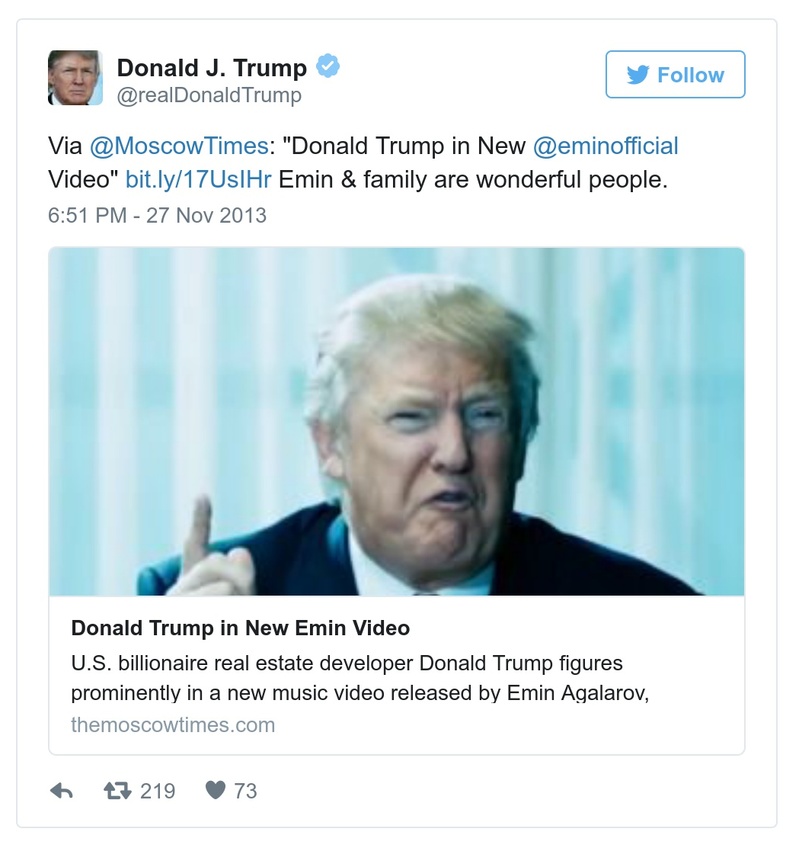 Donald J. Trump
Follow
@realDonaldTrump
Via @MoscowTimes: "Donald Trump in New @eminofficial
Video" bit.ly/17UsIHr Emin & family are wonderful people.
6:51 PM - 27 Nov 2013
Donald Trump in New Emin Video
U.S. billionaire real estate developer Donald Trump figures
prominently in a new music video released by Emin Agalarov,
themoscowtimes.com
219
73